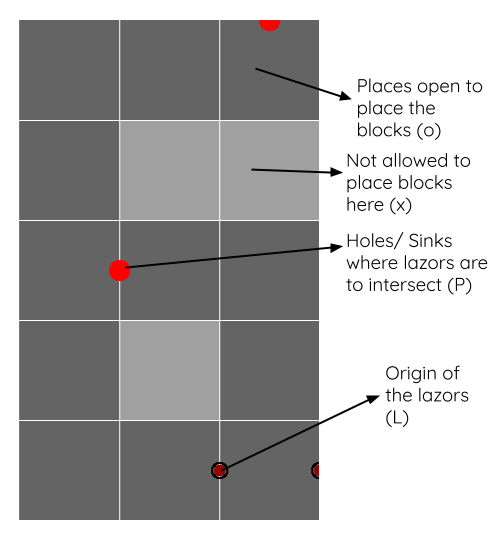 Places open to
place the
blocks (o)
Not allowed to
place blocks
here (x)
Holes/ Sinks
where lazors are
to intersect (P)
Origin of
the lazors
(L)